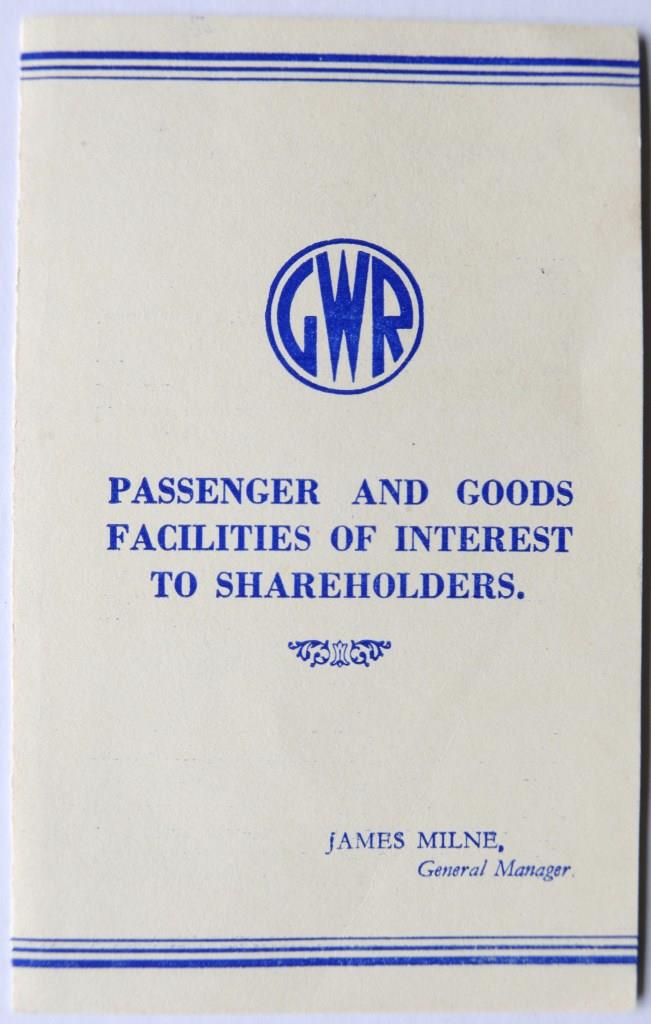 GWR
PASSENGER AND GOODS
FACILITIES OF INTEREST
TO SHAREHOLDERS.
JAMES MILNE,
General Manager.